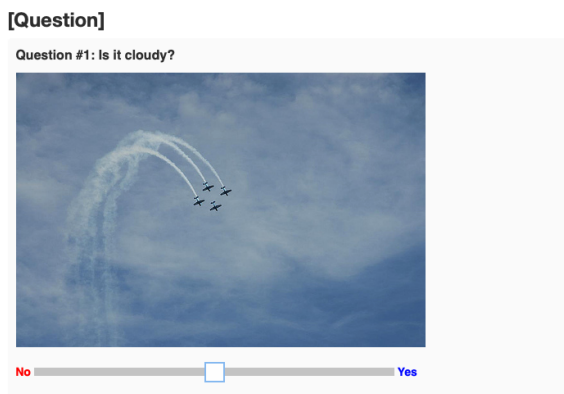 [Question]
Question #1: Is it cloudy?
No
Yes